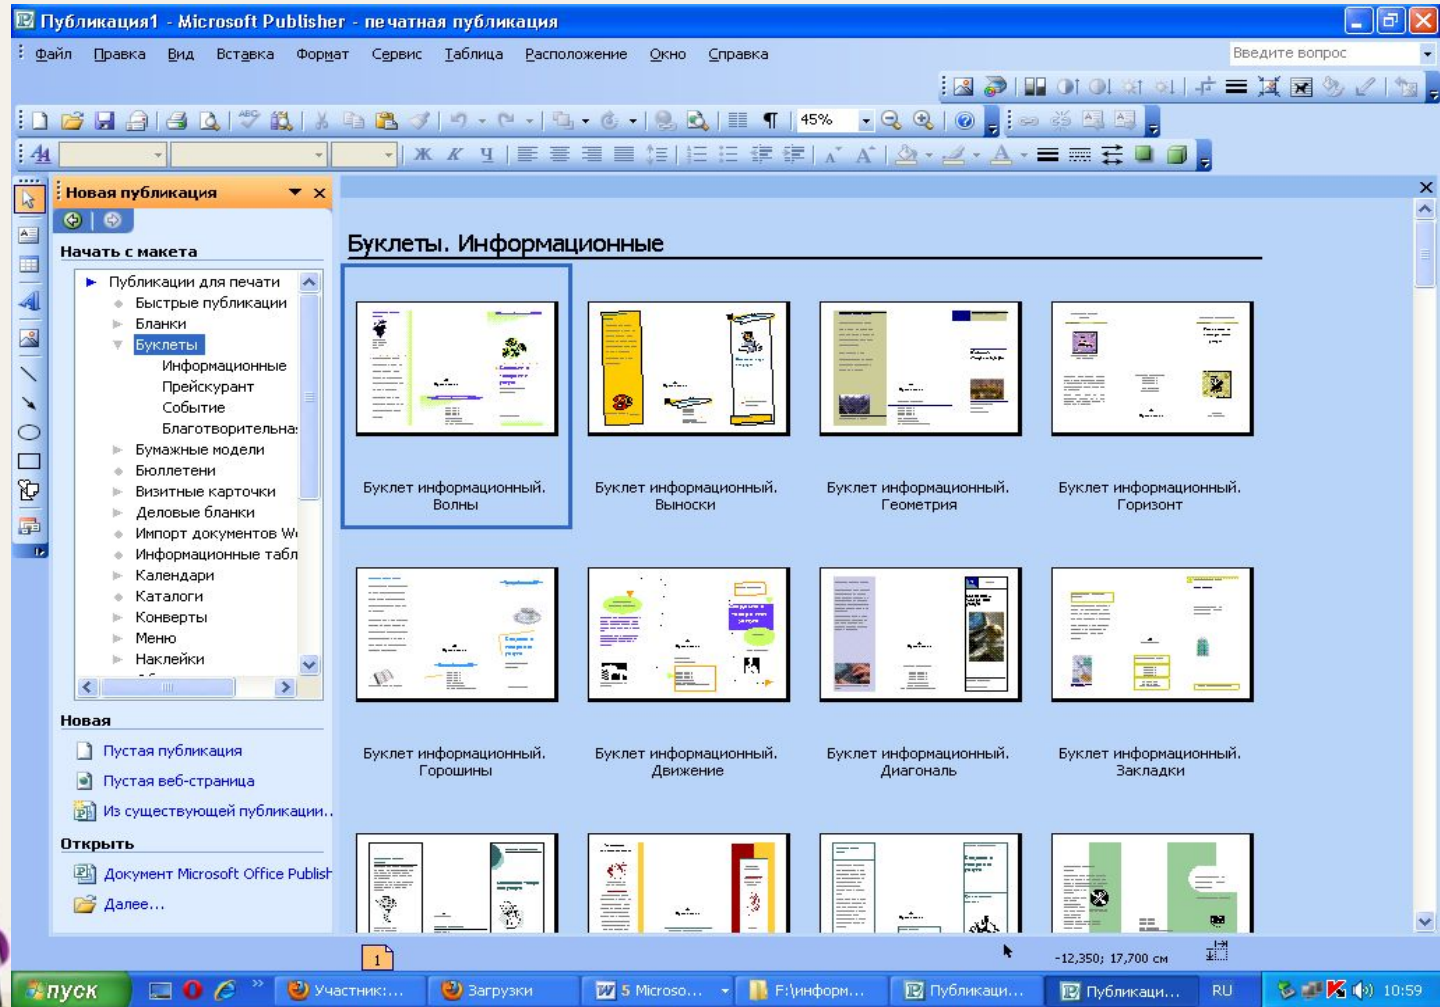 Публикация1 - Microsoft Publisher - печатная публикация
Файл Правка Вид Вставка Формат Сервис Таблица Расположение Окно Справка
Введите вопрос
45%
Ж К Ч
Новая публикация
Начать с макета
Публикации для печати
Быстрые публикации
Бланки
Буклеты
Информационные
Прейскурант
Событие
Благотворительна
Бумажные модели
Бюллетени
Визитные карточки
Деловые бланки
Импорт документов W
Информационные табл
Календари
Каталоги
Конверты
Меню
Наклейки
Новая
Пустая публикация
Пустая веб-страница
Из существующей публикации..
Открыть
Документ Microsoft Office Publish
Далее...
Буклеты. Информационные
Буклет информационный. Волны
Буклет информационный. Выноски
Буклет информационный. Геометрия
Буклет информационный. Горизонт
Буклет информационный. Горошины
Буклет информационный. Движение
Буклет информационный. Диагональ
Буклет информационный. Закладки
1
-12,350; 17,700 см
пуск
Участник:...
Загрузки
5 Microso...
F:\информ...
Публикаци...
Публикаци...
RU
10:59